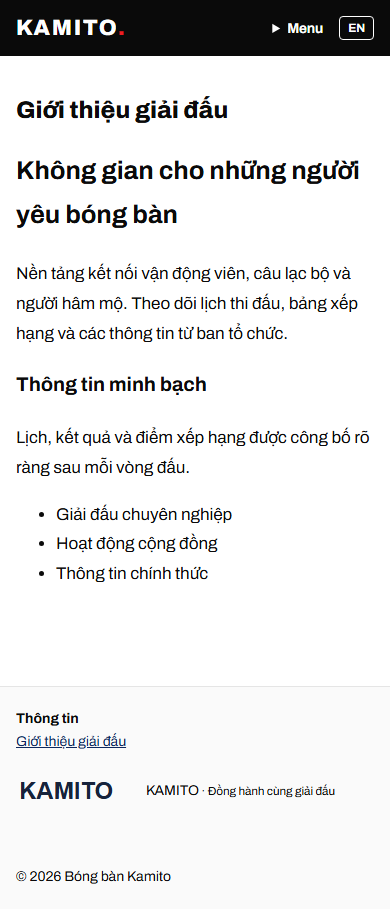 KAMITO.
Menu
EN
Giới thiệu giải đấu
Không gian cho những người
yêu bóng bàn
Nền tảng kết nối vận động viên, câu lạc bộ và
người hâm mộ. Theo dõi lịch thi đấu, bảng xếp
hạng và các thông tin từ ban tổ chức.
Thông tin minh bạch
Lịch, kết quả và điểm xếp hạng được công bố rõ
ràng sau mỗi vòng đấu.
Giải đấu chuyên nghiệp
Hoạt động cộng đồng
Thông tin chính thức
Thông tin
Giới thiệu giải đấu
KAMITO
KAMITO · Đồng hành cùng giải đấu
© 2026 Bóng bàn Kamito